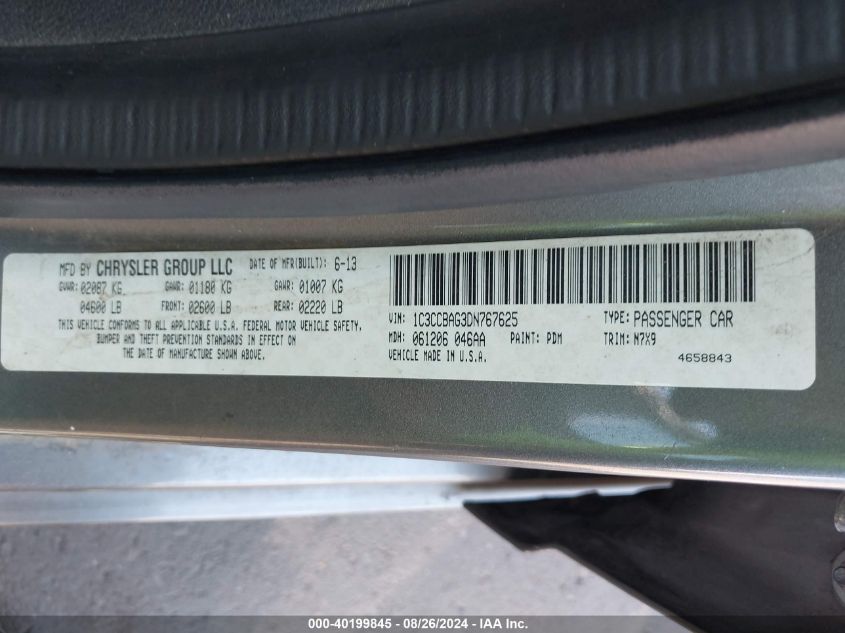 MFD BY CHRYSLER GROUP LLC DATE OF MFR(BUILT): 6-13
GVWR: 02087 KG GAWR: 01180 KG GAWR: 01007 KG
04600 LB FRONT: 02600 LB REAR: 02220 LB
THIS VEHICLE CONFORMS TO ALL APPLICABLE U.S.A. FEDERAL MOTOR VEHICLE SAFETY,
BUMPER AND THEFT PREVENTION STANDARDS IN EFFECT ON
THE DATE OF MANUFACTURE SHOWN ABOVE.
VIN: 1C3CCBAG3DN767625 TYPE: PASSENGER CAR
MDH: 061206 046AA PAINT: PDM TRIM: N7X9
VEHICLE MADE IN U.S.A. 4658843
000-40199845 - 08/26/2024 - IAA Inc.